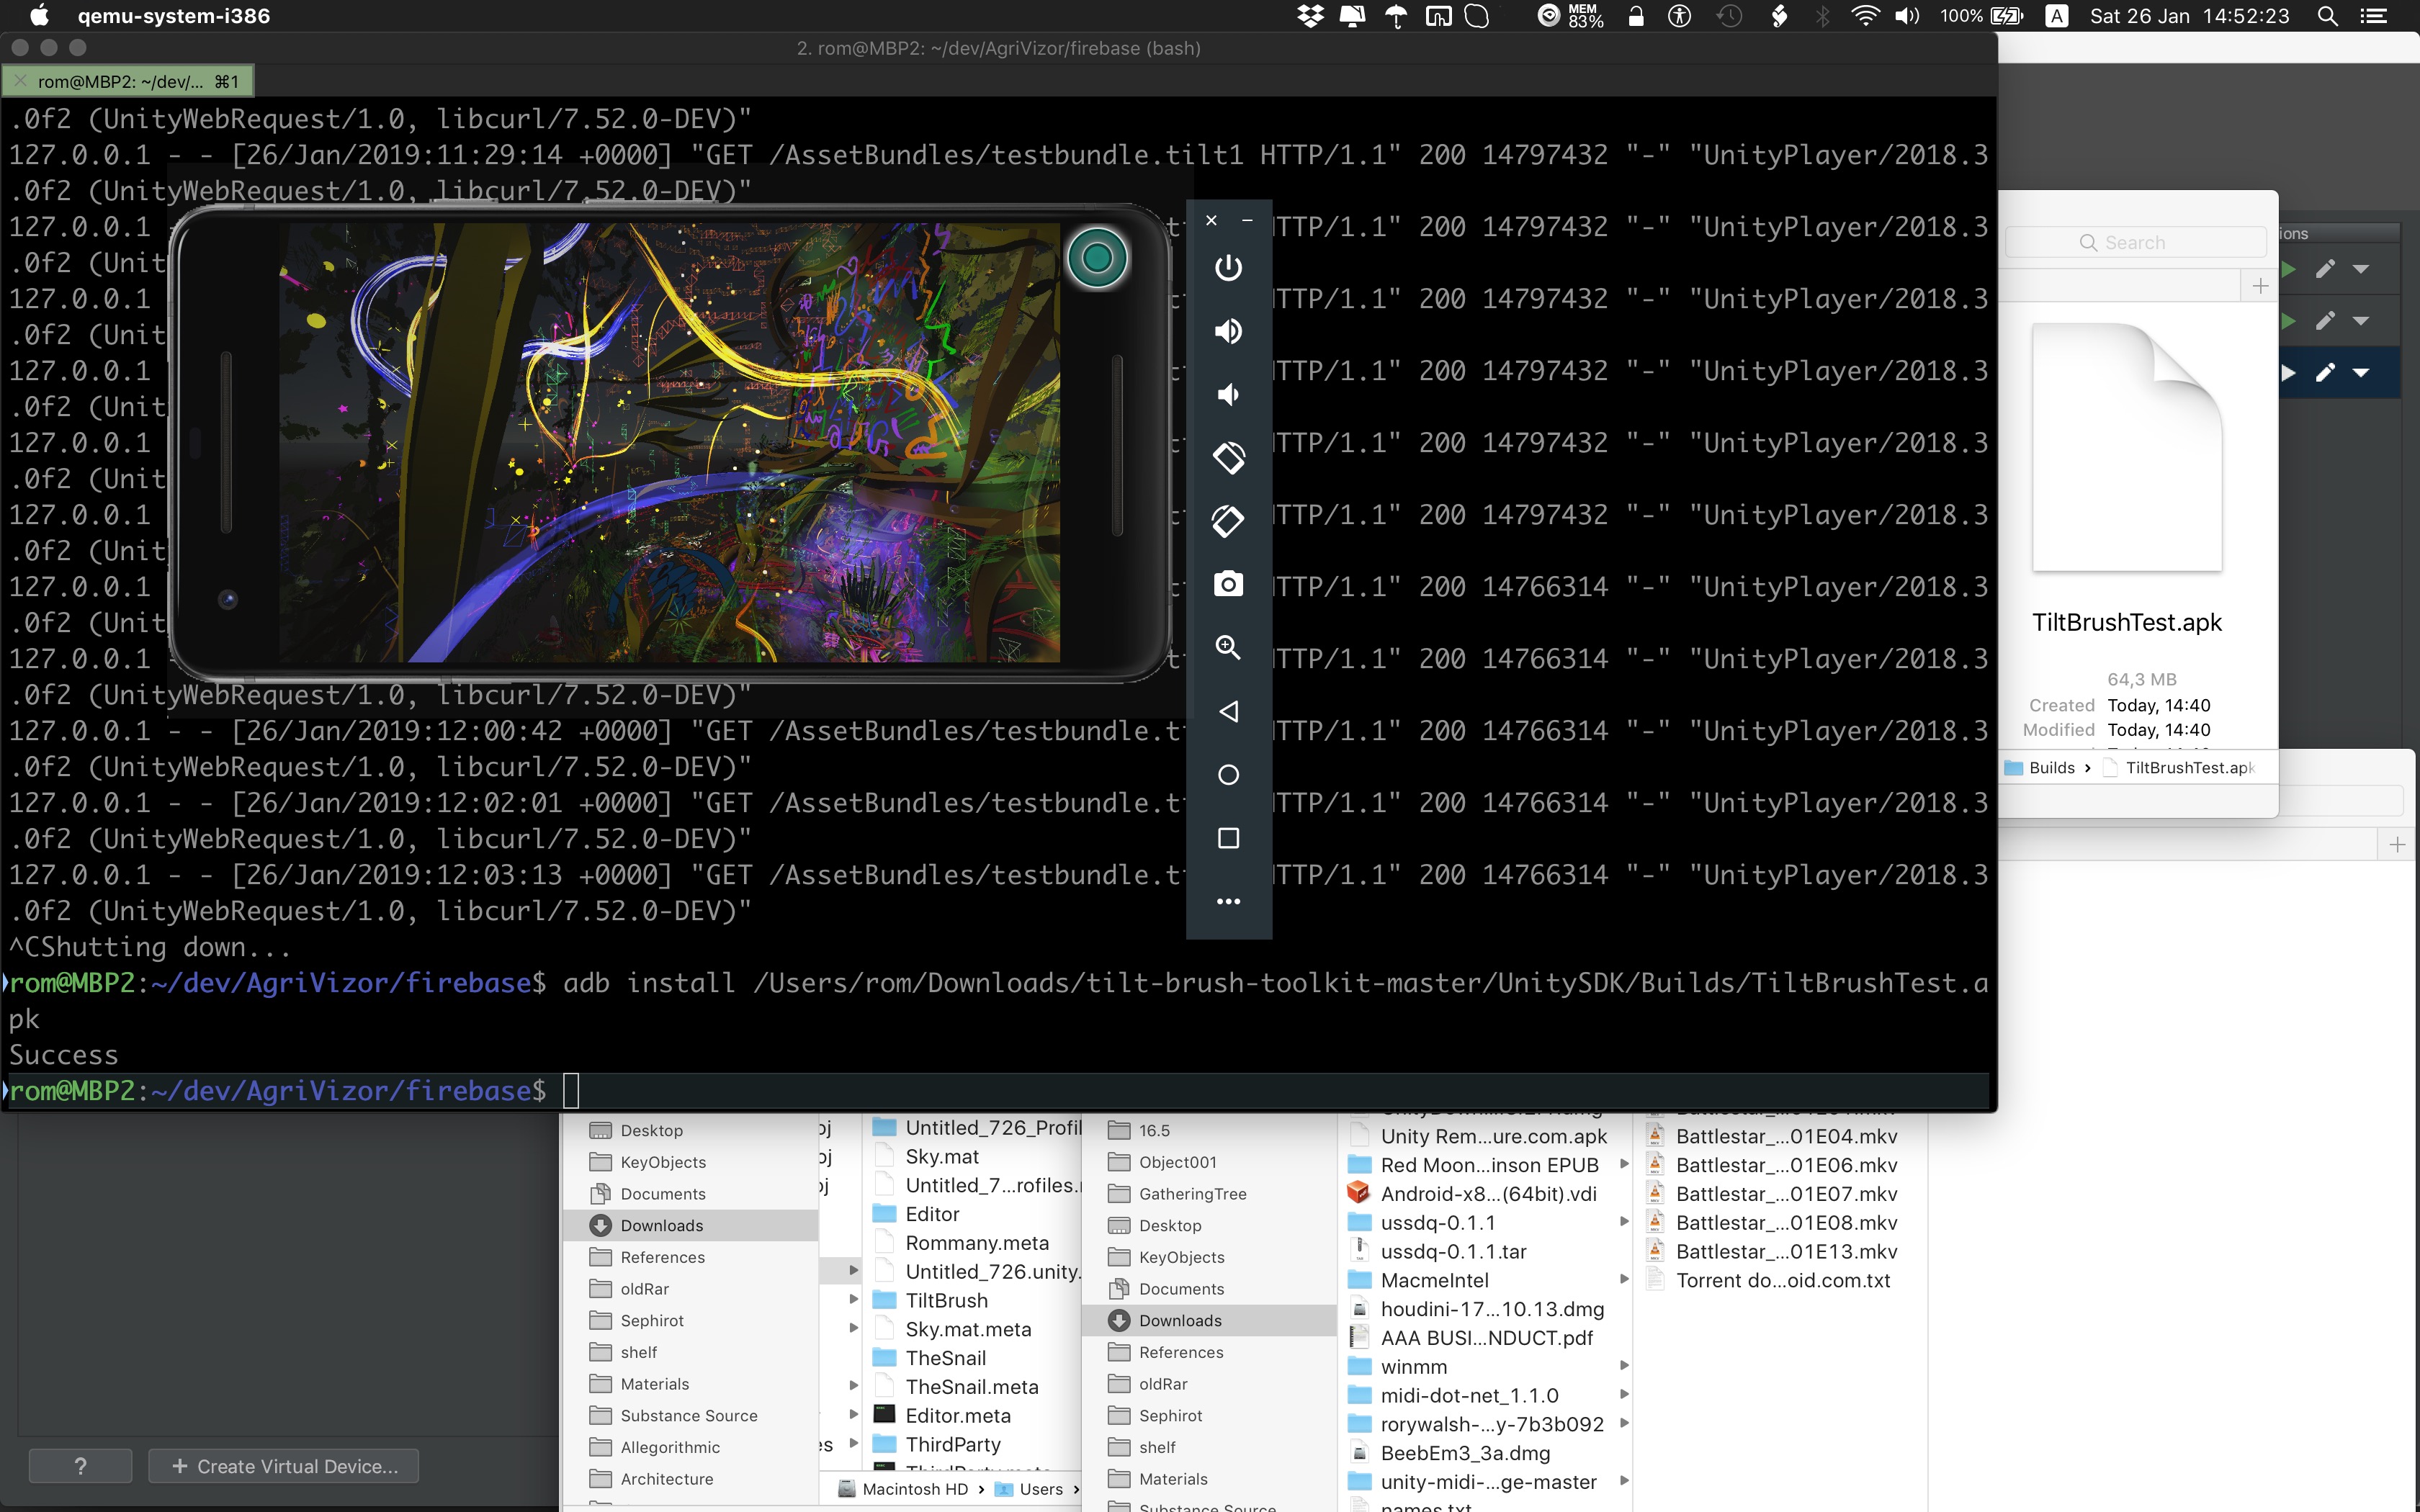 qemu-system-i386
MEM
83%
100%
A
Sat 26 Jan 14:52:23
2. rom@MBP2: ~/dev/AgriVizor/firebase (bash)
rom@MBP2: ~/dev/... ⌘1
.0f2 (UnityWebRequest/1.0, libcurl/7.52.0-DEV)"
127.0.0.1 - - [26/Jan/2019:11:29:14 +0000] "GET /AssetBundles/testbundle.tilt1 HTTP/1.1" 200 14797432 "-" "UnityPlayer/2018.3
.0f2 (UnityWebRequest/1.0, libcurl/7.52.0-DEV)"
127.0.0.1 HTTP/1.1" 200 14797432 "-" "UnityPlayer/2018.3
.0f2 (Unit
127.0.0.1 HTTP/1.1" 200 14797432 "-" "UnityPlayer/2018.3
.0f2 (Unit
127.0.0.1 HTTP/1.1" 200 14797432 "-" "UnityPlayer/2018.3
.0f2 (Unit
127.0.0.1 HTTP/1.1" 200 14797432 "-" "UnityPlayer/2018.3
.0f2 (Unit
127.0.0.1 HTTP/1.1" 200 14797432 "-" "UnityPlayer/2018.3
.0f2 (Unit
127.0.0.1 HTTP/1.1" 200 14766314 "-" "UnityPlayer/2018.3
.0f2 (Unit
127.0.0.1 - HTTP/1.1" 200 14766314 "-" "UnityPlayer/2018.3
.0f2 (UnityWebRequest/1.0, libcurl/7.52.0-DEV)"
127.0.0.1 - - [26/Jan/2019:12:00:42 +0000] "GET /AssetBundles/testbundle.t HTTP/1.1" 200 14766314 "-" "UnityPlayer/2018.3
.0f2 (UnityWebRequest/1.0, libcurl/7.52.0-DEV)"
127.0.0.1 - - [26/Jan/2019:12:02:01 +0000] "GET /AssetBundles/testbundle.t HTTP/1.1" 200 14766314 "-" "UnityPlayer/2018.3
.0f2 (UnityWebRequest/1.0, libcurl/7.52.0-DEV)"
127.0.0.1 - - [26/Jan/2019:12:03:13 +0000] "GET /AssetBundles/testbundle.t HTTP/1.1" 200 14766314 "-" "UnityPlayer/2018.3
.0f2 (UnityWebRequest/1.0, libcurl/7.52.0-DEV)"
^CShutting down...
rom@MBP2:~/dev/AgriVizor/firebase$ adb install /Users/rom/Downloads/tilt-brush-toolkit-master/UnitySDK/Builds/TiltBrushTest.a
pk
Success
rom@MBP2:~/dev/AgriVizor/firebase$
ions
Search
TiltBrushTest.apk
64,3 MB
Created Today, 14:40
Modified Today, 14:40
Builds › TiltBrushTest.apk
Desktop
KeyObjects
Documents
Downloads
References
oldRar
Sephirot
shelf
Materials
Substance Source
Allegorithmic
Architecture
oj
oj
oj
es
Untitled_726_Profil
Sky.mat
Untitled_7...rofiles.
Editor
Rommany.meta
Untitled_726.unity.
TiltBrush
Sky.mat.meta
TheSnail
TheSnail.meta
Editor.meta
ThirdParty
ThirdParty.meta
Macintosh HD › Users ›
16.5
Object001
GatheringTree
Desktop
KeyObjects
Documents
Downloads
References
oldRar
Sephirot
shelf
Materials
Substance Source
Unity Rem...ure.com.apk
Red Moon...inson EPUB
Android-x8...(64bit).vdi
ussdq-0.1.1
ussdq-0.1.1.tar
MacmeIntel
houdini-17...10.13.dmg
AAA BUSI...NDUCT.pdf
winmm
midi-dot-net_1.1.0
rorywalsh-...y-7b3b092
BeebEm3_3a.dmg
unity-midi-...ge-master
names.txt
Battlestar_...01E04.mkv
Battlestar_...01E06.mkv
Battlestar_...01E07.mkv
Battlestar_...01E08.mkv
Battlestar_...01E13.mkv
Torrent do...oid.com.txt
?
+ Create Virtual Device...